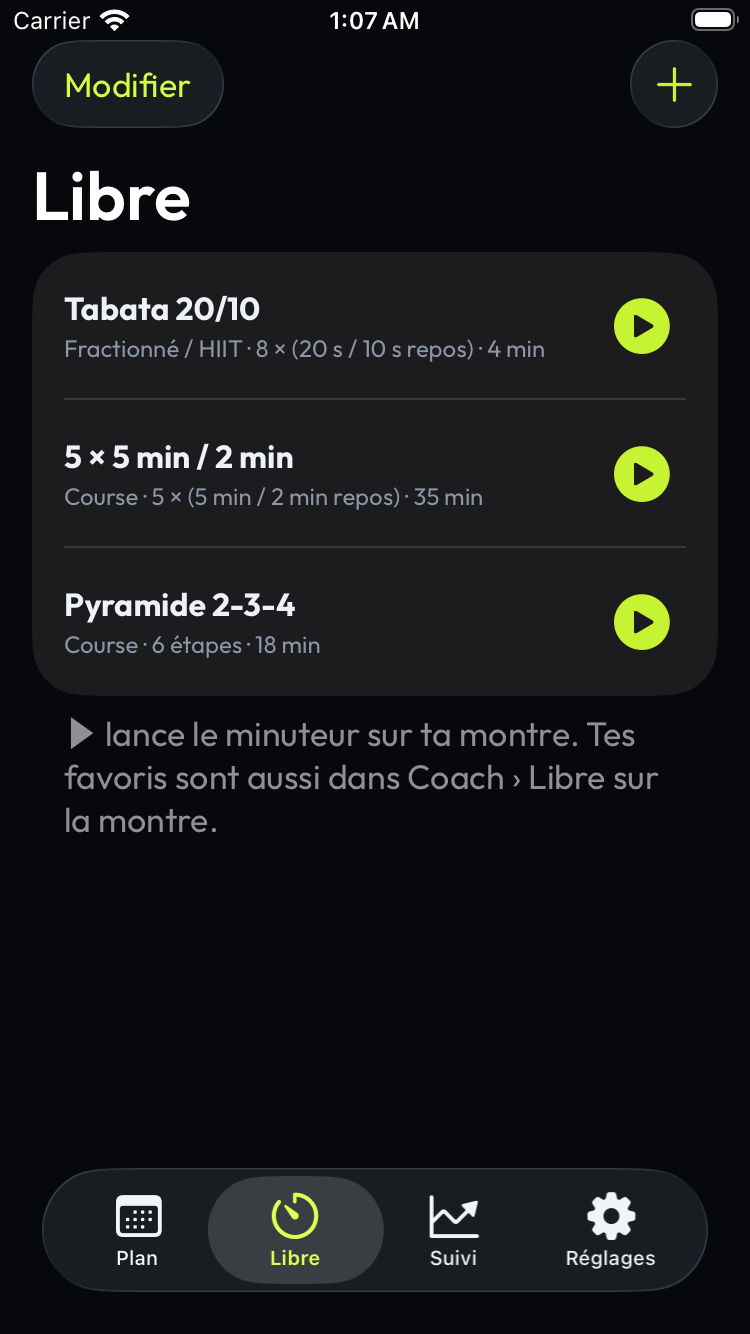 Carrier 1:07 AM
Modifier
Libre
Tabata 20/10
Fractionné / HIIT · 8 × (20 s / 10 s repos) · 4 min
5 × 5 min / 2 min
Course · 5 × (5 min / 2 min repos) · 35 min
Pyramide 2-3-4
Course · 6 étapes · 18 min
▶ lance le minuteur sur ta montre. Tes
favoris sont aussi dans Coach › Libre sur
la montre.
Plan Libre Suivi Réglages